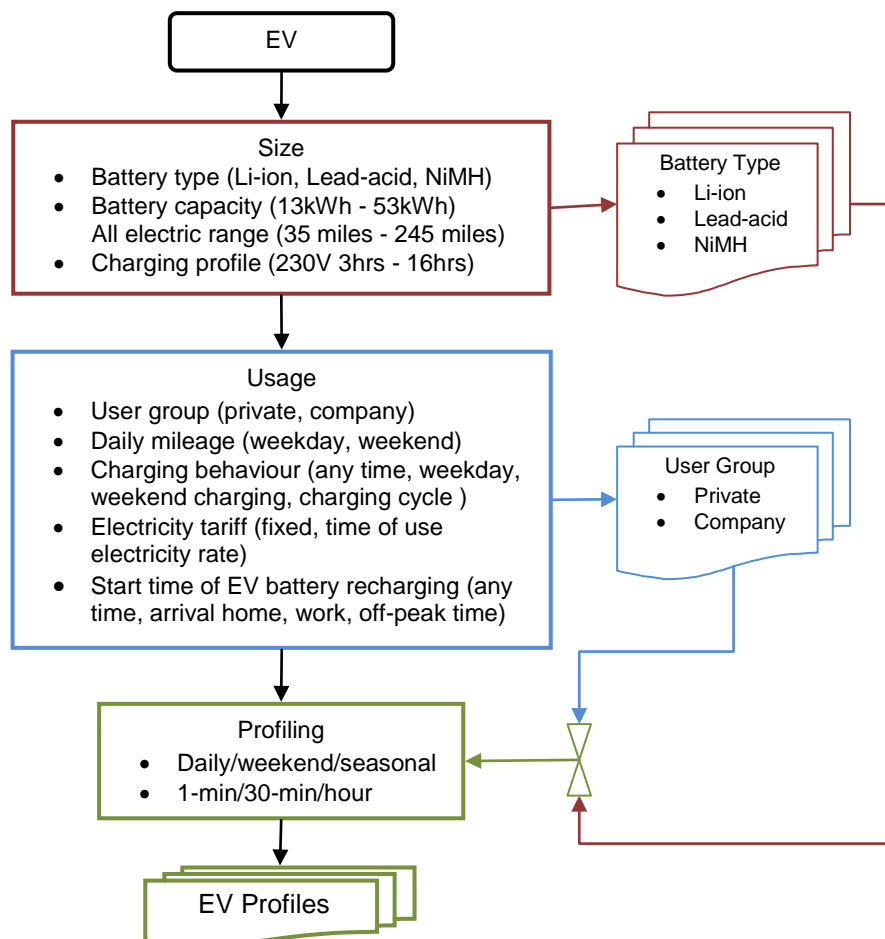 EV
Size
• Battery type (Li-ion, Lead-acid, NiMH)
• Battery capacity (13kWh - 53kWh)
All electric range (35 miles - 245 miles)
• Charging profile (230V 3hrs - 16hrs)
Battery Type
• Li-ion
• Lead-acid
• NiMH
Usage
• User group (private, company)
• Daily mileage (weekday, weekend)
• Charging behaviour (any time, weekday,
weekend charging, charging cycle )
• Electricity tariff (fixed, time of use
electricity rate)
• Start time of EV battery recharging (any
time, arrival home, work, off-peak time)
User Group
• Private
• Company
Profiling
• Daily/weekend/seasonal
• 1-min/30-min/hour
EV Profiles